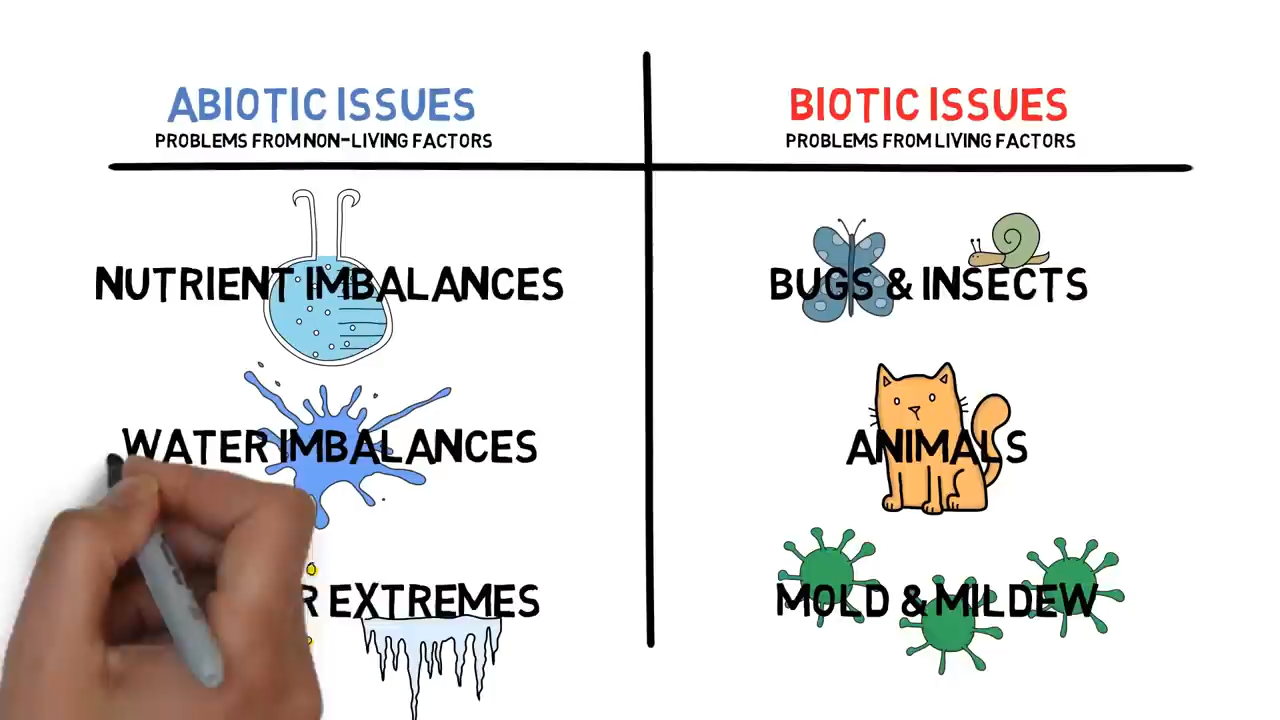 ABIOTIC ISSUES
PROBLEMS FROM NON-LIVING FACTORS
NUTRIENT IMBALANCES
WATER IMBALANCES
EXTREMES
BIOTIC ISSUES
PROBLEMS FROM LIVING FACTORS
BUGS & INSECTS
ANIMALS
MOLD & MILDEW